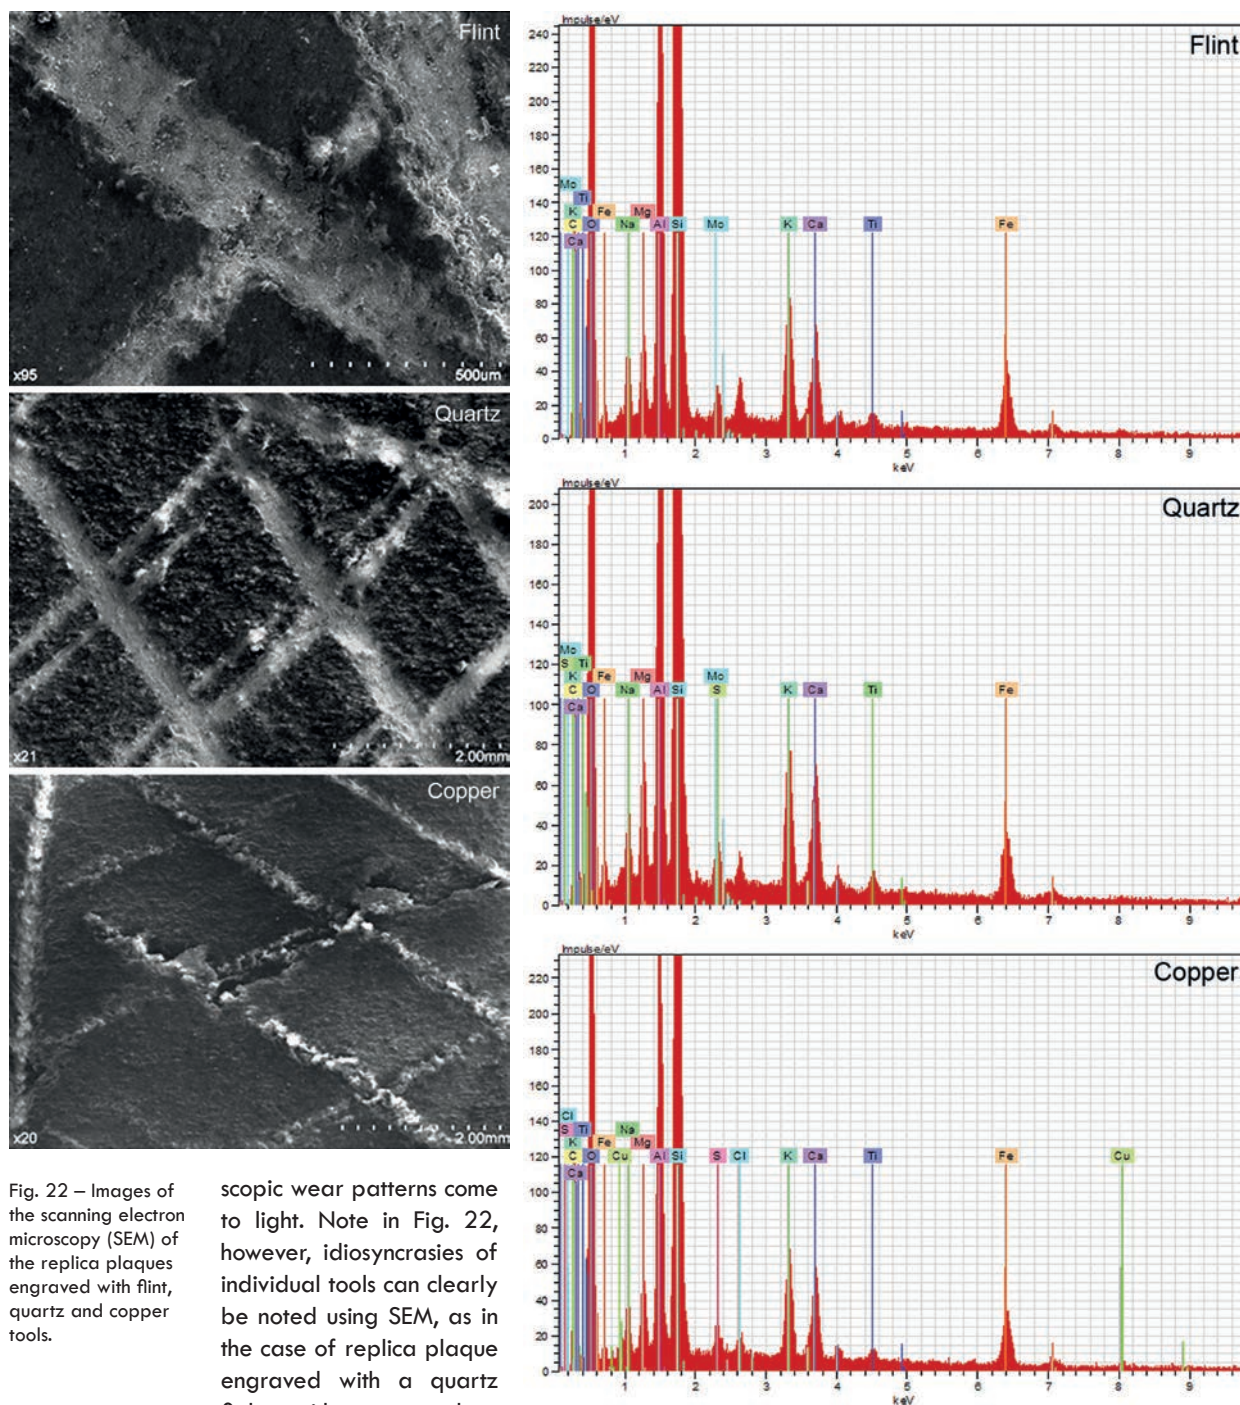 Flint
x95
500um
Quartz
x21
2.00mm
Copper
x20
2.00mm
Fig. 22 – Images of
the scanning electron
microscopy (SEM) of
the replica plaques
engraved with flint,
quartz and copper
tools.
scopic wear patterns come
to light. Note in Fig. 22,
however, idiosyncrasies of
individual tools can clearly
be noted using SEM, as in
the case of replica plaque
engraved with a quartz
Impulse/eV
Flint
240
220
200
180
160
140
120
100
80
60
40
20
0
Mo
Ti
K Fe Mg
C O Na Al Si Mo K Ca Ti Fe
Ca
1 2 3 4 5 6 7 8 9
keV
Impulse/eV
Quartz
200
180
160
140
120
100
80
60
40
20
0
Mo
S Ti
K Fe Mg Mo
C O Na Al Si S K Ca Ti Fe
Ca
1 2 3 4 5 6 7 8 9
keV
Impulse/eV
Copper
220
200
180
160
140
120
100
80
60
40
20
0
Cl
S Ti Na
K Fe Mg
C O Cu Al Si S Cl K Ca Ti Fe Cu
Ca
1 2 3 4 5 6 7 8 9
keV